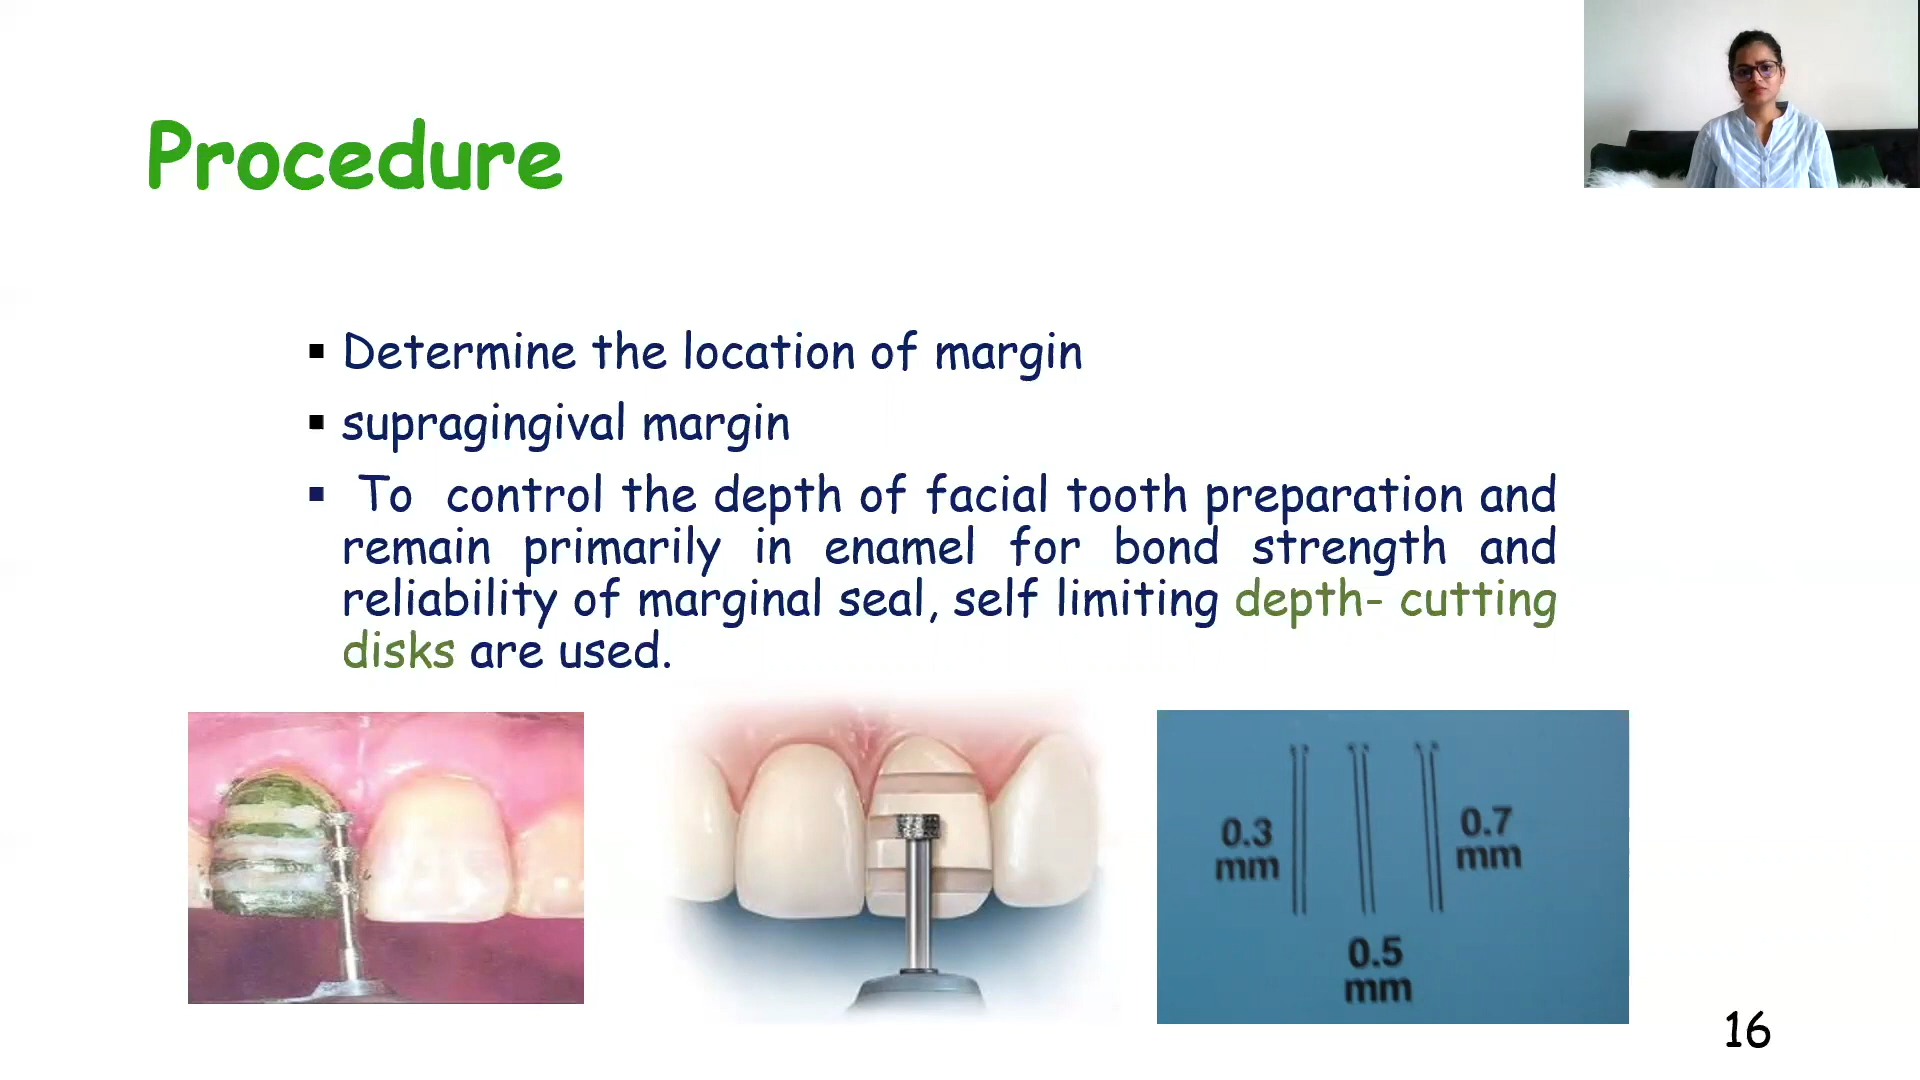 Procedure
▪ Determine the location of margin
▪ supragingival margin
▪ To control the depth of facial tooth preparation and
remain primarily in enamel for bond strength and
reliability of marginal seal, self limiting depth- cutting
disks are used.
0.3
mm
0.5
mm
0.7
mm
16